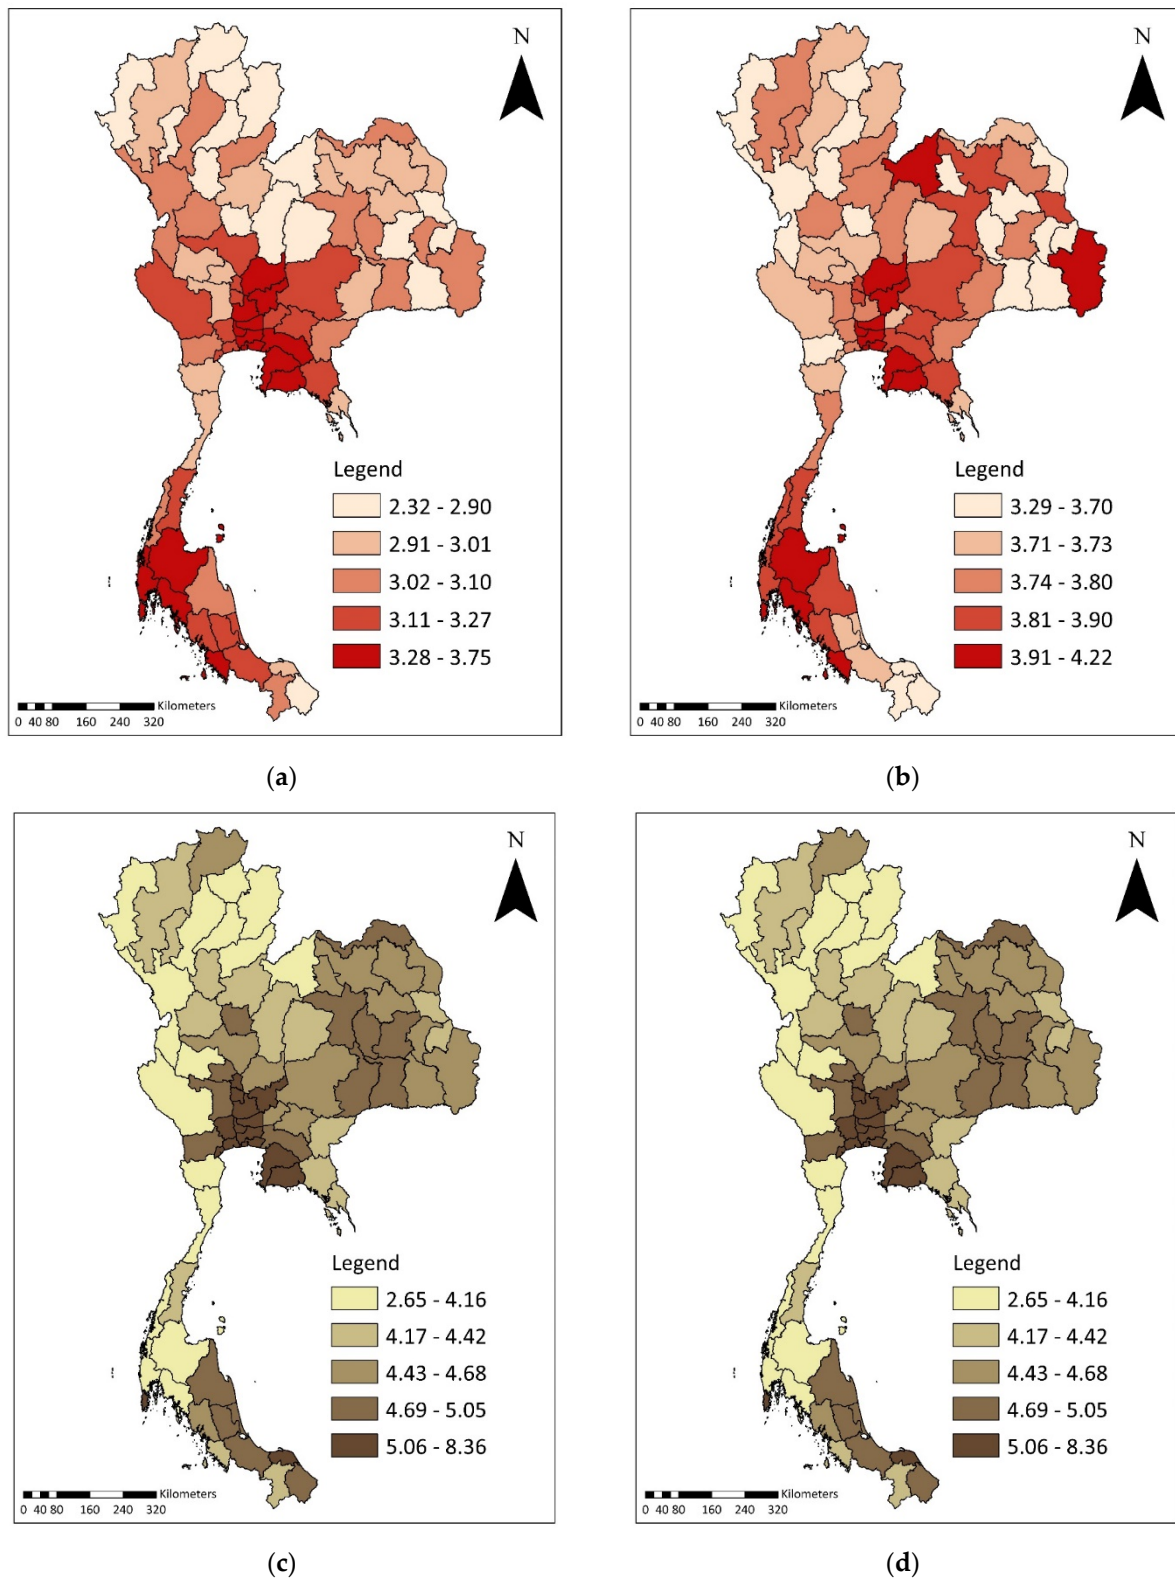 N
Legend
2.32 - 2.90
2.91 - 3.01
3.02 - 3.10
3.11 - 3.27
3.28 - 3.75
Kilometers
0 40 80 160 240 320
(a)
N
Legend
3.29 - 3.70
3.71 - 3.73
3.74 - 3.80
3.81 - 3.90
3.91 - 4.22
Kilometers
0 40 80 160 240 320
(b)
N
Legend
2.65 - 4.16
4.17 - 4.42
4.43 - 4.68
4.69 - 5.05
5.06 - 8.36
Kilometers
0 40 80 160 240 320
(c)
N
Legend
2.65 - 4.16
4.17 - 4.42
4.43 - 4.68
4.69 - 5.05
5.06 - 8.36
Kilometers
0 40 80 160 240 320
(d)